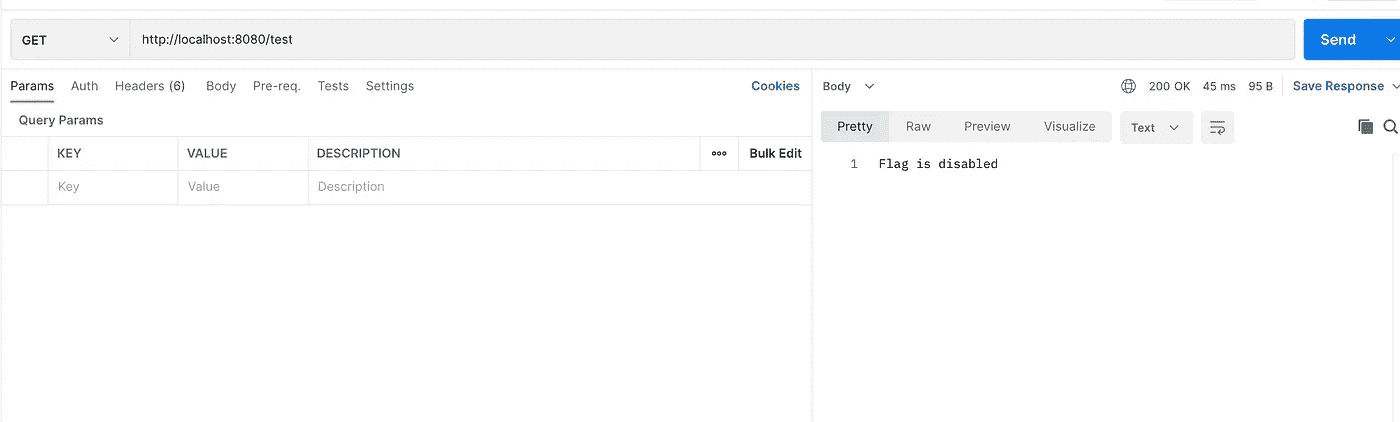 GET http://localhost:8080/test Send
Params Auth Headers (6) Body Pre-req. Tests Settings Cookies
Query Params
KEY VALUE DESCRIPTION ooo Bulk Edit
Key Value Description
Body 200 OK 45 ms 95 B Save Response
Pretty Raw Preview Visualize Text
1 Flag is disabled